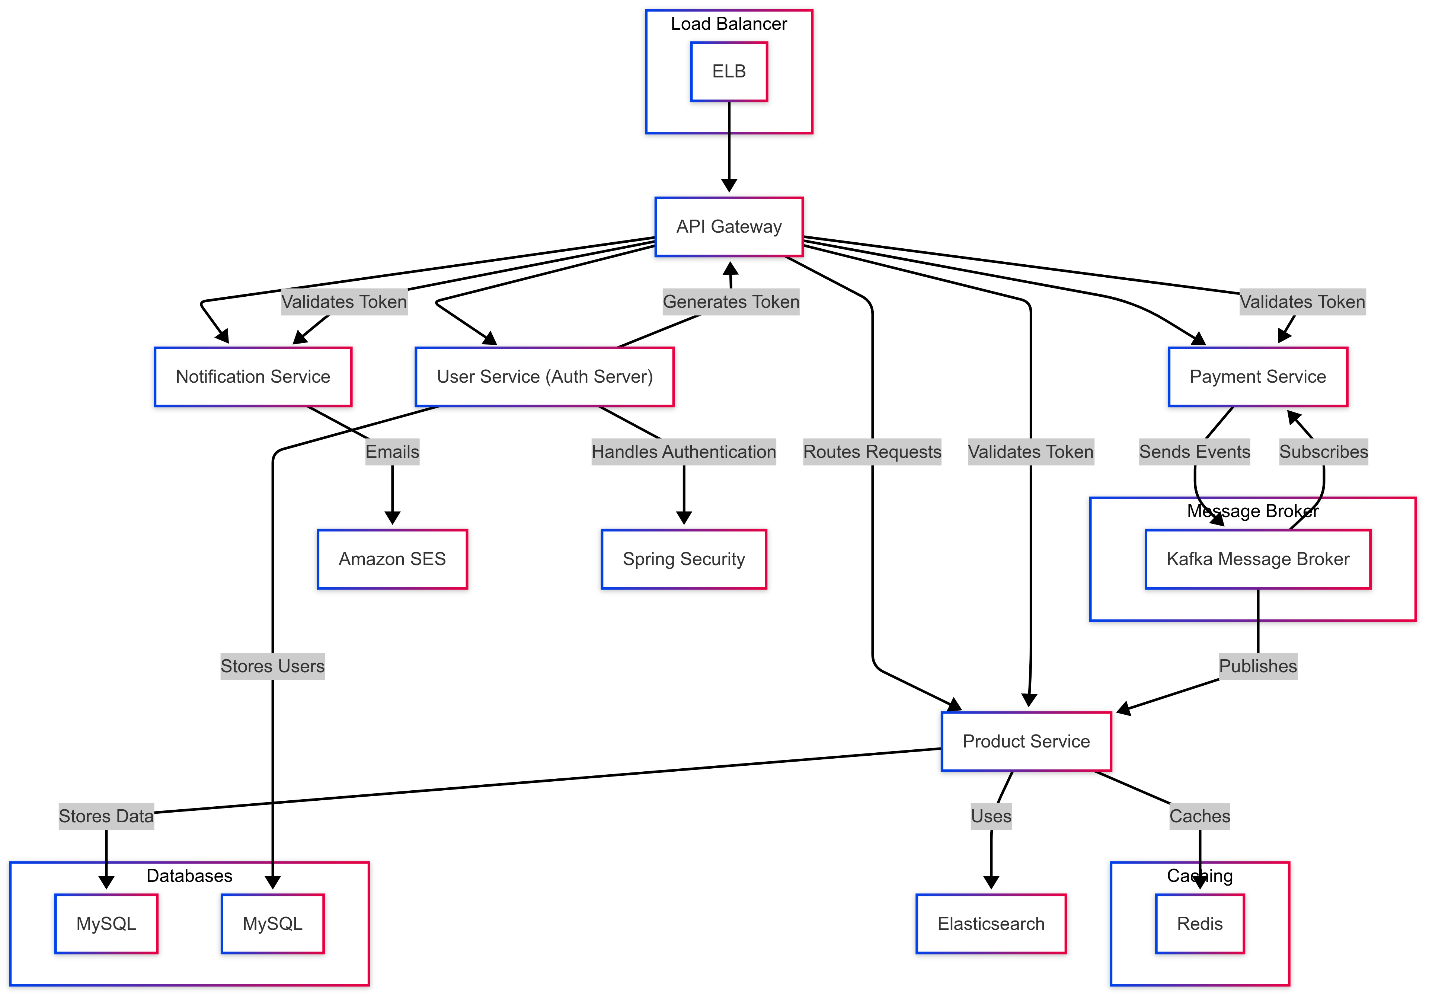 Load Balancer
ELB
API Gateway
Validates Token
Generates Token
Validates Token
Notification Service
User Service (Auth Server)
Payment Service
Emails
Handles Authentication
Routes Requests
Validates Token
Sends Events
Subscribes
Message Broker
Amazon SES
Spring Security
Kafka Message Broker
Stores Users
Publishes
Product Service
Stores Data
Uses
Caches
Databases
Caching
MySQL
MySQL
Elasticsearch
Redis